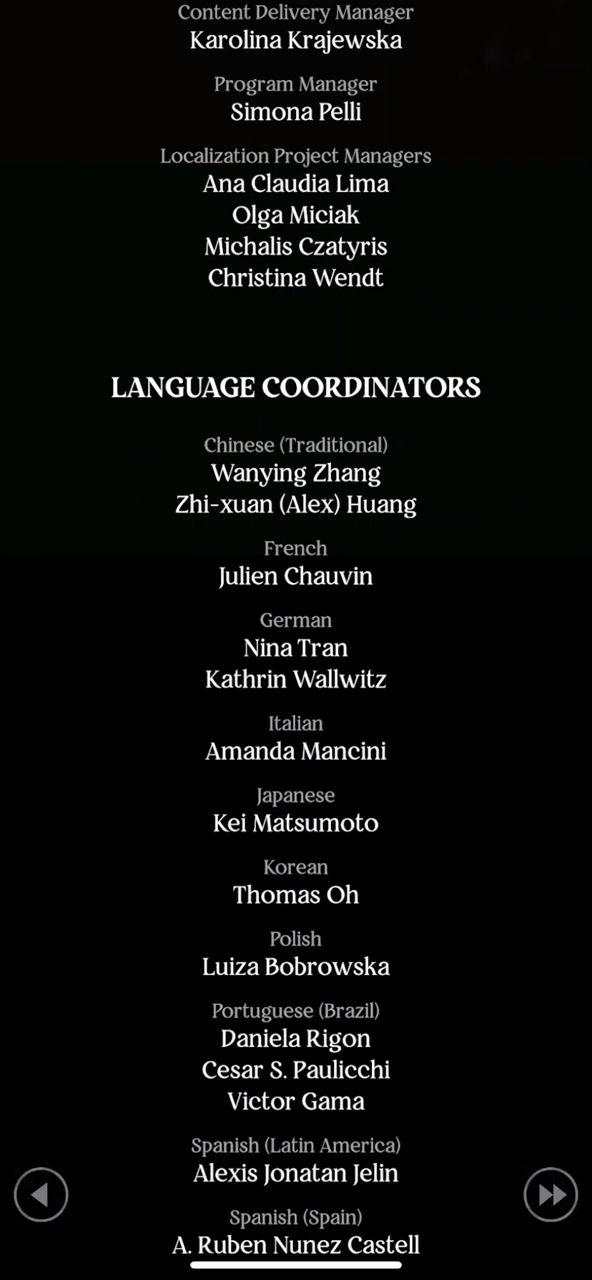 Content Delivery Manager
Karolina Krajewska
Program Manager
Simona Pelli
Localization Project Managers
Ana Claudia Lima
Olga Miciak
Michalis Czatyris
Christina Wendt
LANGUAGE COORDINATORS
Chinese (Traditional)
Wanying Zhang
Zhi-xuan (Alex) Huang
French
Julien Chauvin
German
Nina Tran
Kathrin Wallwitz
Italian
Amanda Mancini
Japanese
Kei Matsumoto
Korean
Thomas Oh
Polish
Luiza Bobrowska
Portuguese (Brazil)
Daniela Rigon
Cesar S. Paulicchi
Victor Gama
Spanish (Latin America)
Alexis Jonatan Jelin
Spanish (Spain)
A. Ruben Nunez Castell